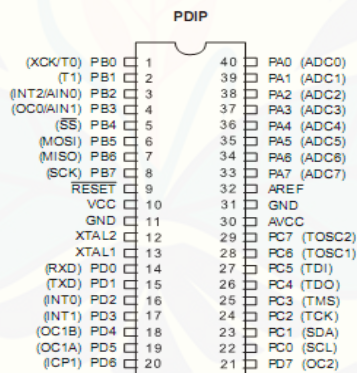 PDIP
(XCK/T0) PB0 1 40 PA0 (ADC0)
(T1) PB1 2 39 PA1 (ADC1)
(INT2/AIN0) PB2 3 38 PA2 (ADC2)
(OC0/AIN1) PB3 4 37 PA3 (ADC3)
(SS) PB4 5 36 PA4 (ADC4)
(MOSI) PB5 6 35 PA5 (ADC5)
(MISO) PB6 7 34 PA6 (ADC6)
(SCK) PB7 8 33 PA7 (ADC7)
RESET 9 32 AREF
VCC 10 31 GND
GND 11 30 AVCC
XTAL2 12 29 PC7 (TOSC2)
XTAL1 13 28 PC6 (TOSC1)
(RXD) PD0 14 27 PC5 (TDI)
(TXD) PD1 15 26 PC4 (TDO)
(INT0) PD2 16 25 PC3 (TMS)
(INT1) PD3 17 24 PC2 (TCK)
(OC1B) PD4 18 23 PC1 (SDA)
(OC1A) PD5 19 22 PC0 (SCL)
(ICP1) PD6 20 21 PD7 (OC2)